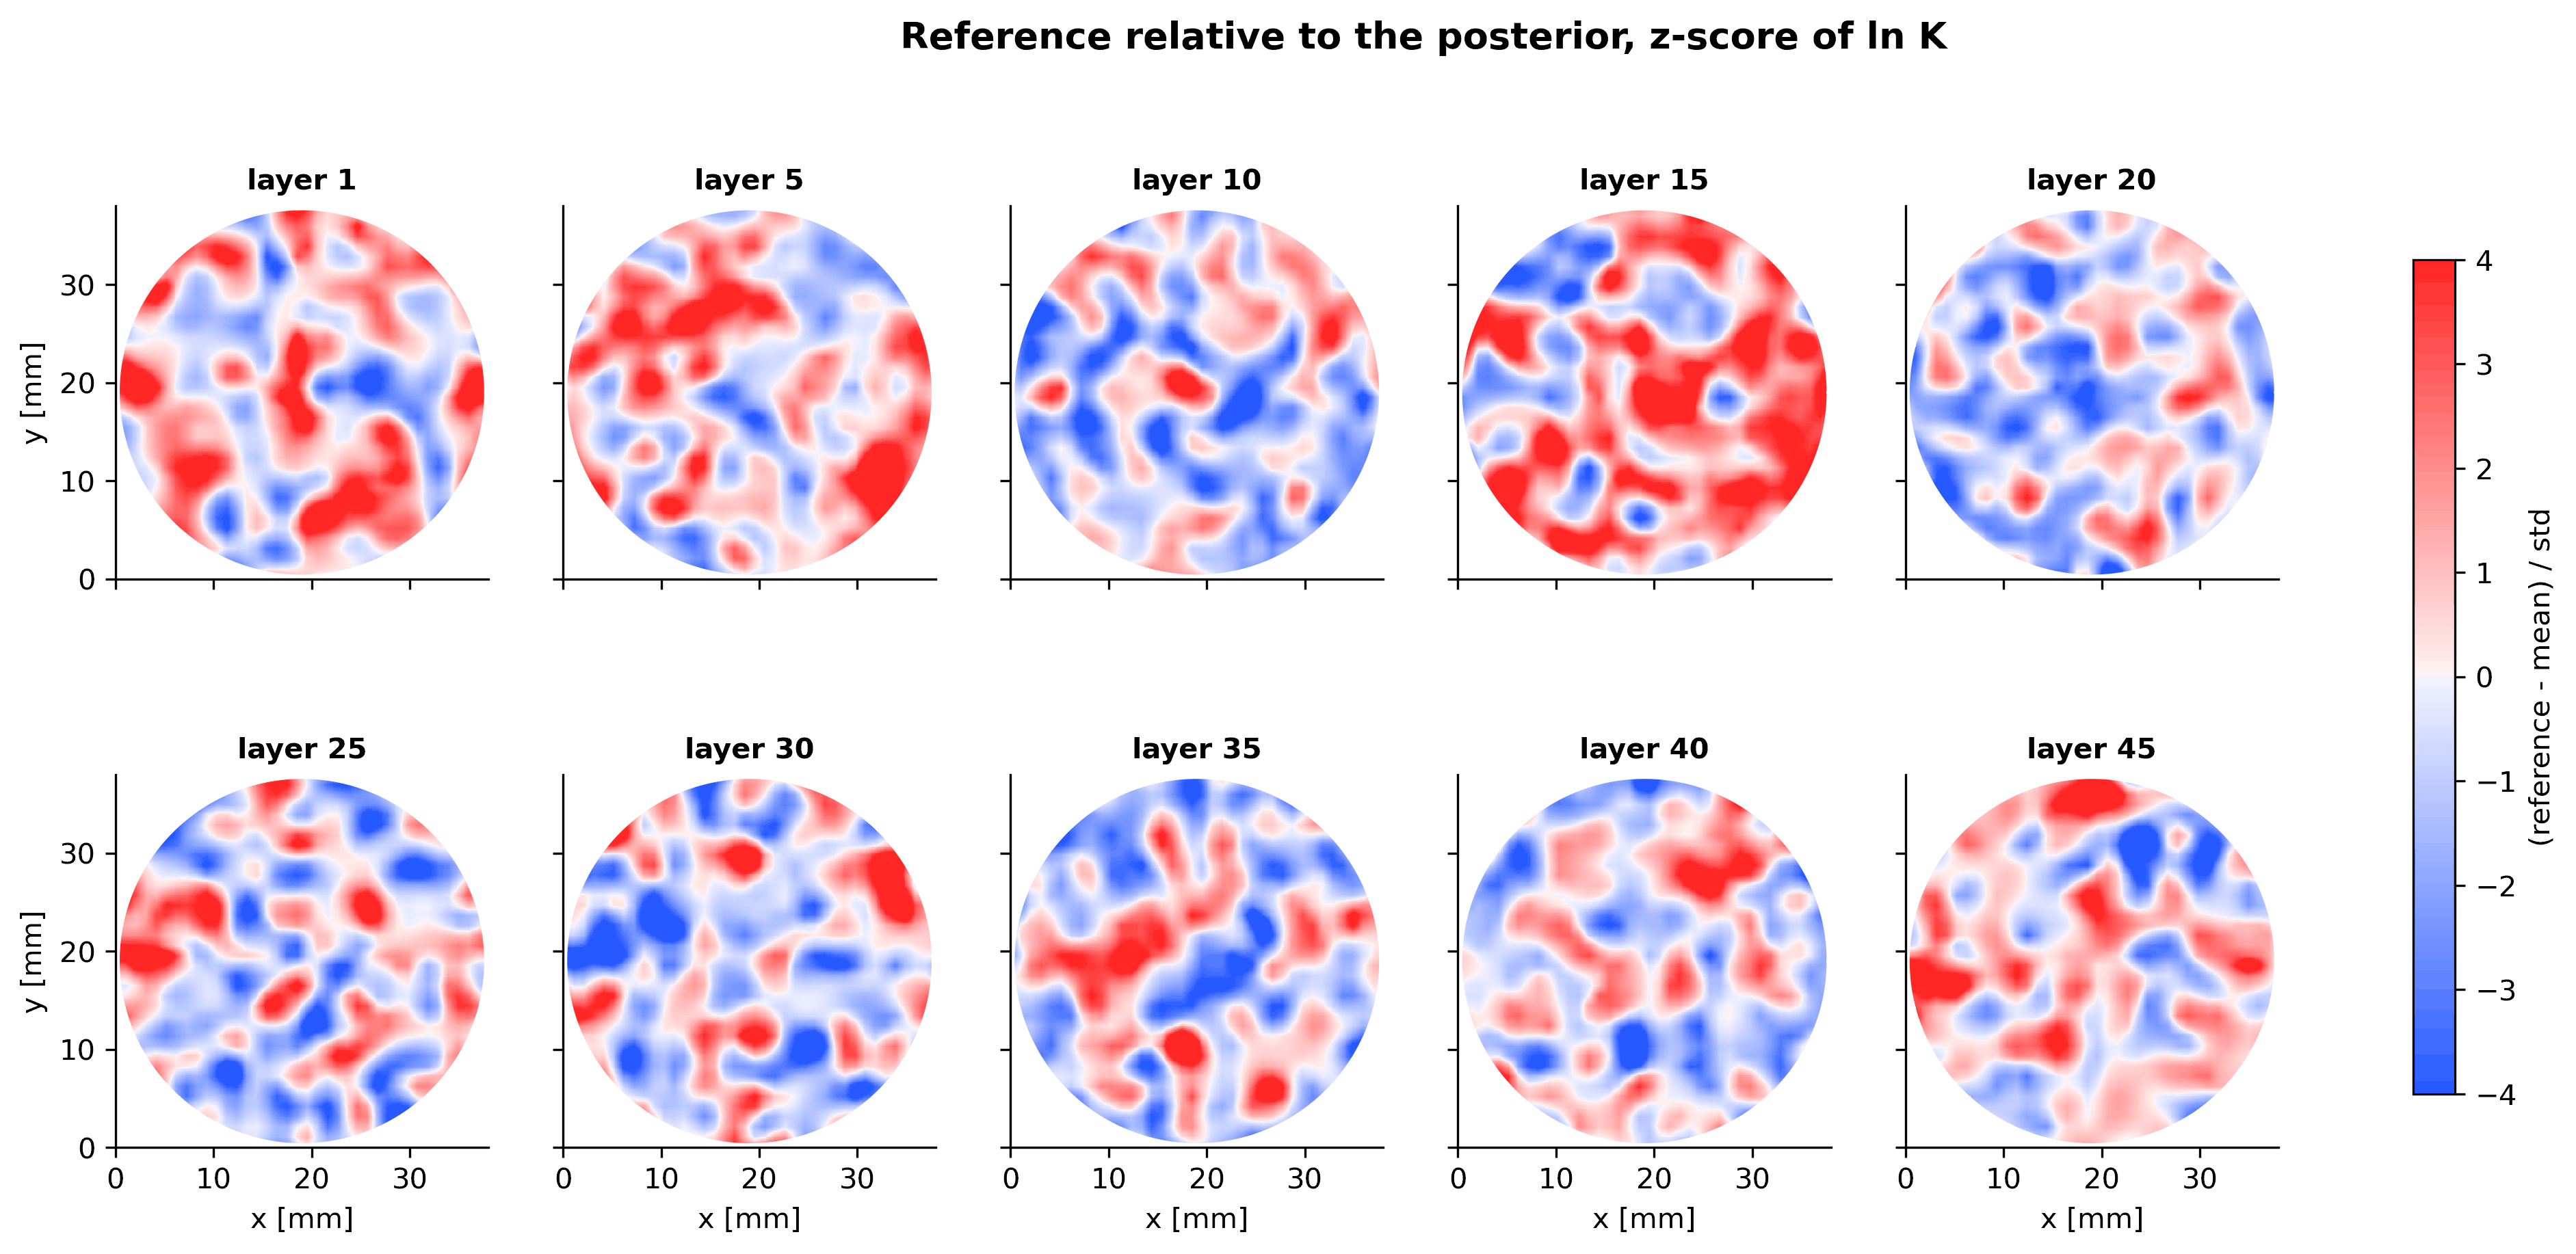 Reference relative to the posterior, z-score of ln K
layer 1
layer 5
layer 10
layer 15
layer 20
y [mm]
30
20
10
0
layer 25
layer 30
layer 35
layer 40
layer 45
y [mm]
30
20
10
0
0 10 20 30
0 10 20 30
0 10 20 30
0 10 20 30
0 10 20 30
x [mm]
x [mm]
x [mm]
x [mm]
x [mm]
4
3
2
1
0
−1
−2
−3
−4
(reference - mean) / std